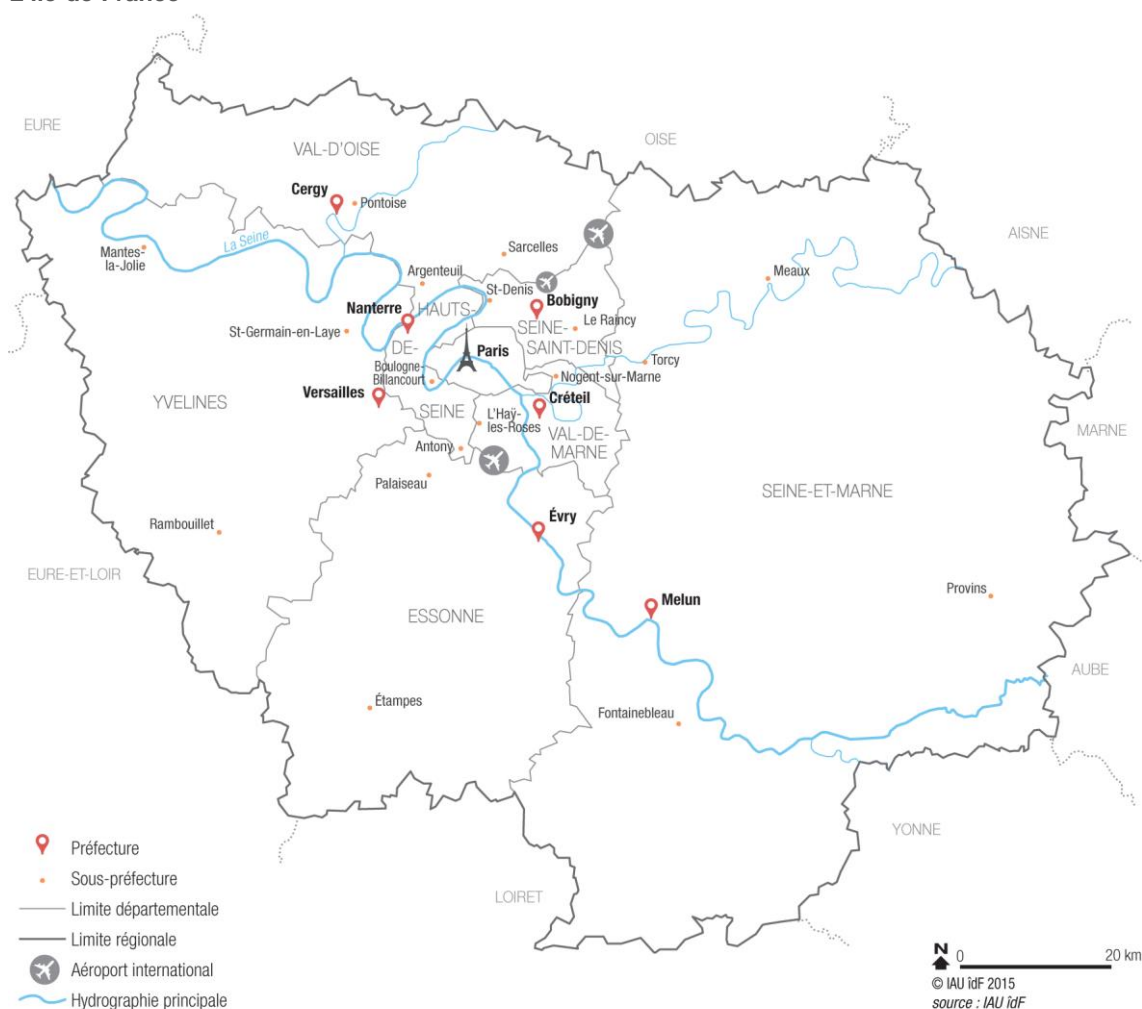 EURE
OISE
VAL-D'OISE
Cergy
Pontoise
AISNE
La Seine
Mantes-
la-Jolie
Sarcelles
Meaux
Argenteuil
St-Denis
Bobigny
Nanterre
HAUTS-
St-Germain-en-Laye
SEINE-
Le Raincy
SAINT-DENIS
DE-
Paris
Torcy
Boulogne-
Billancourt
Nogent-sur-Marne
Versailles
Créteil
YVELINES
SEINE
L'Haÿ-
les-Roses
VAL-DE-
MARNE
MARNE
Antony
Palaiseau
SEINE-ET-MARNE
Rambouillet
Évry
EURE-ET-LOIR
Melun
Provins
ESSONNE
AUBE
Étampes
Fontainebleau
YONNE
LOIRET
Préfecture
Sous-préfecture
Limite départementale
Limite régionale
Aéroport international
Hydrographie principale
N
0 20 km
© IAU îdF 2015
source : IAU îdF